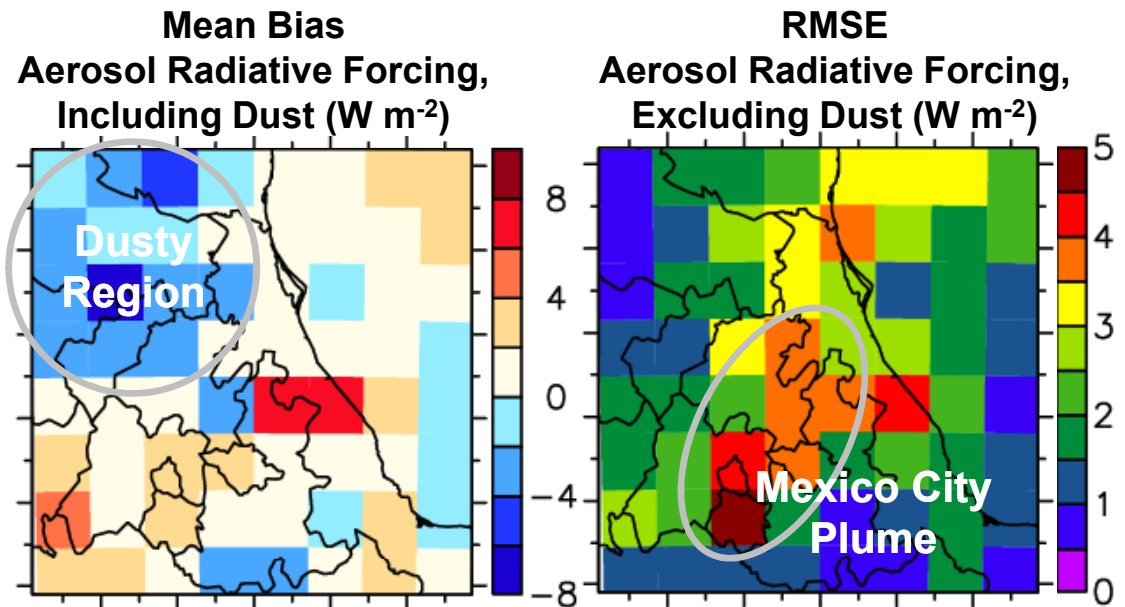 Mean Bias
Aerosol Radiative Forcing,
Including Dust (W m-2)
Dusty
Region
8
4
0
−4
−8
RMSE
Aerosol Radiative Forcing,
Excluding Dust (W m-2)
Mexico City
Plume
5
4
3
2
1
0